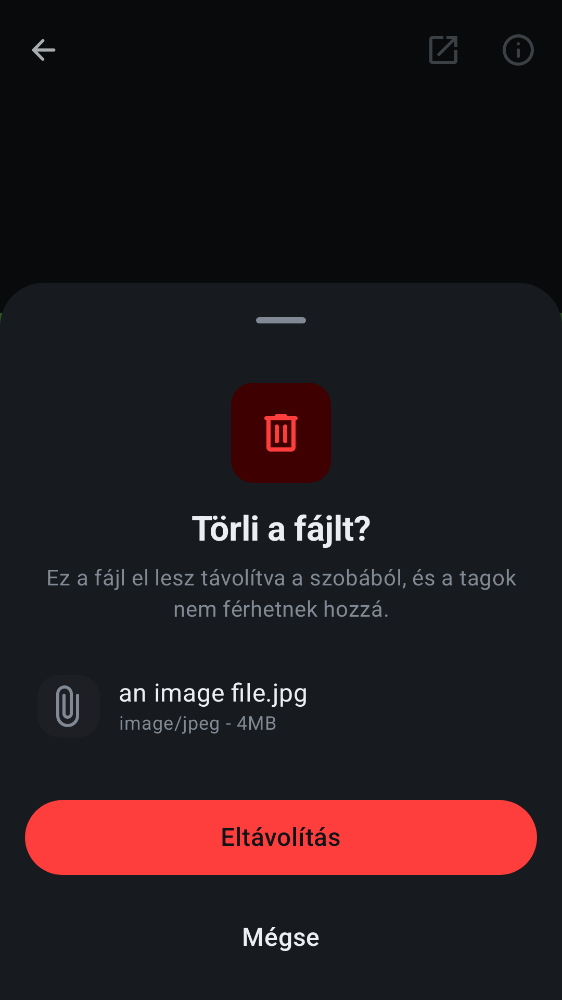 Törli a fájlt?
Ez a fájl el lesz távolítva a szobából, és a tagok
nem férhetnek hozzá.
an image file.jpg
image/jpeg - 4MB
Eltávolítás
Mégse